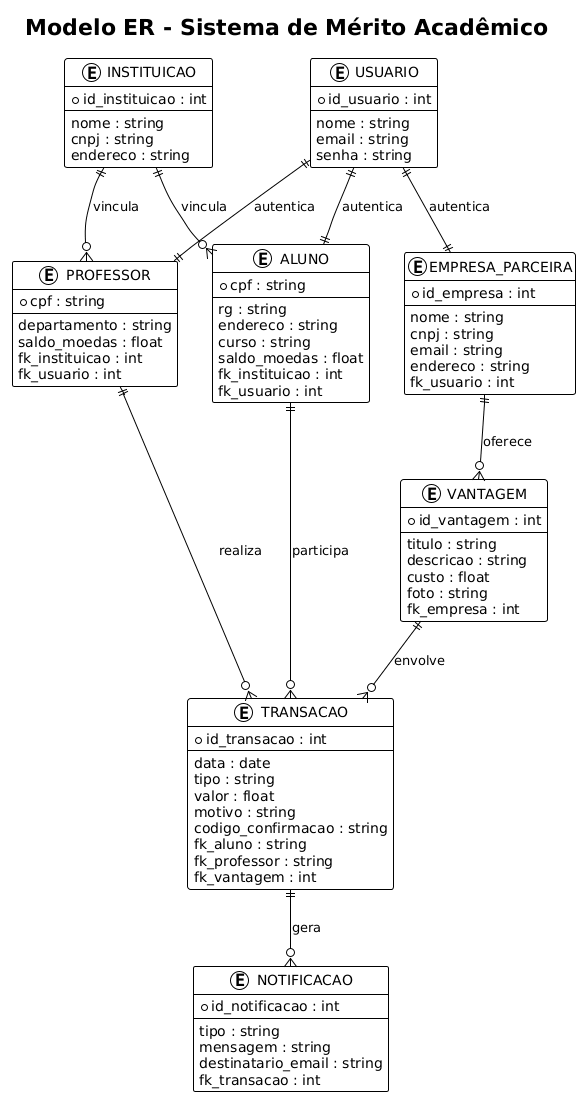 Modelo ER - Sistema de Mérito Acadêmico
E INSTITUICAO
id_instituicao : int
nome : string
cnpj : string
endereco : string
E USUARIO
id_usuario : int
nome : string
email : string
senha : string
vincula
vincula
autentica
autentica
autentica
E PROFESSOR
cpf : string
departamento : string
saldo_moedas : float
fk_instituicao : int
fk_usuario : int
E ALUNO
cpf : string
rg : string
endereco : string
curso : string
saldo_moedas : float
fk_instituicao : int
fk_usuario : int
E EMPRESA_PARCEIRA
id_empresa : int
nome : string
cnpj : string
email : string
endereco : string
fk_usuario : int
oferece
E VANTAGEM
id_vantagem : int
titulo : string
descricao : string
custo : float
foto : string
fk_empresa : int
realiza
participa
envolve
E TRANSACAO
id_transacao : int
data : date
tipo : string
valor : float
motivo : string
codigo_confirmacao : string
fk_aluno : string
fk_professor : string
fk_vantagem : int
gera
E NOTIFICACAO
id_notificacao : int
tipo : string
mensagem : string
destinatario_email : string
fk_transacao : int